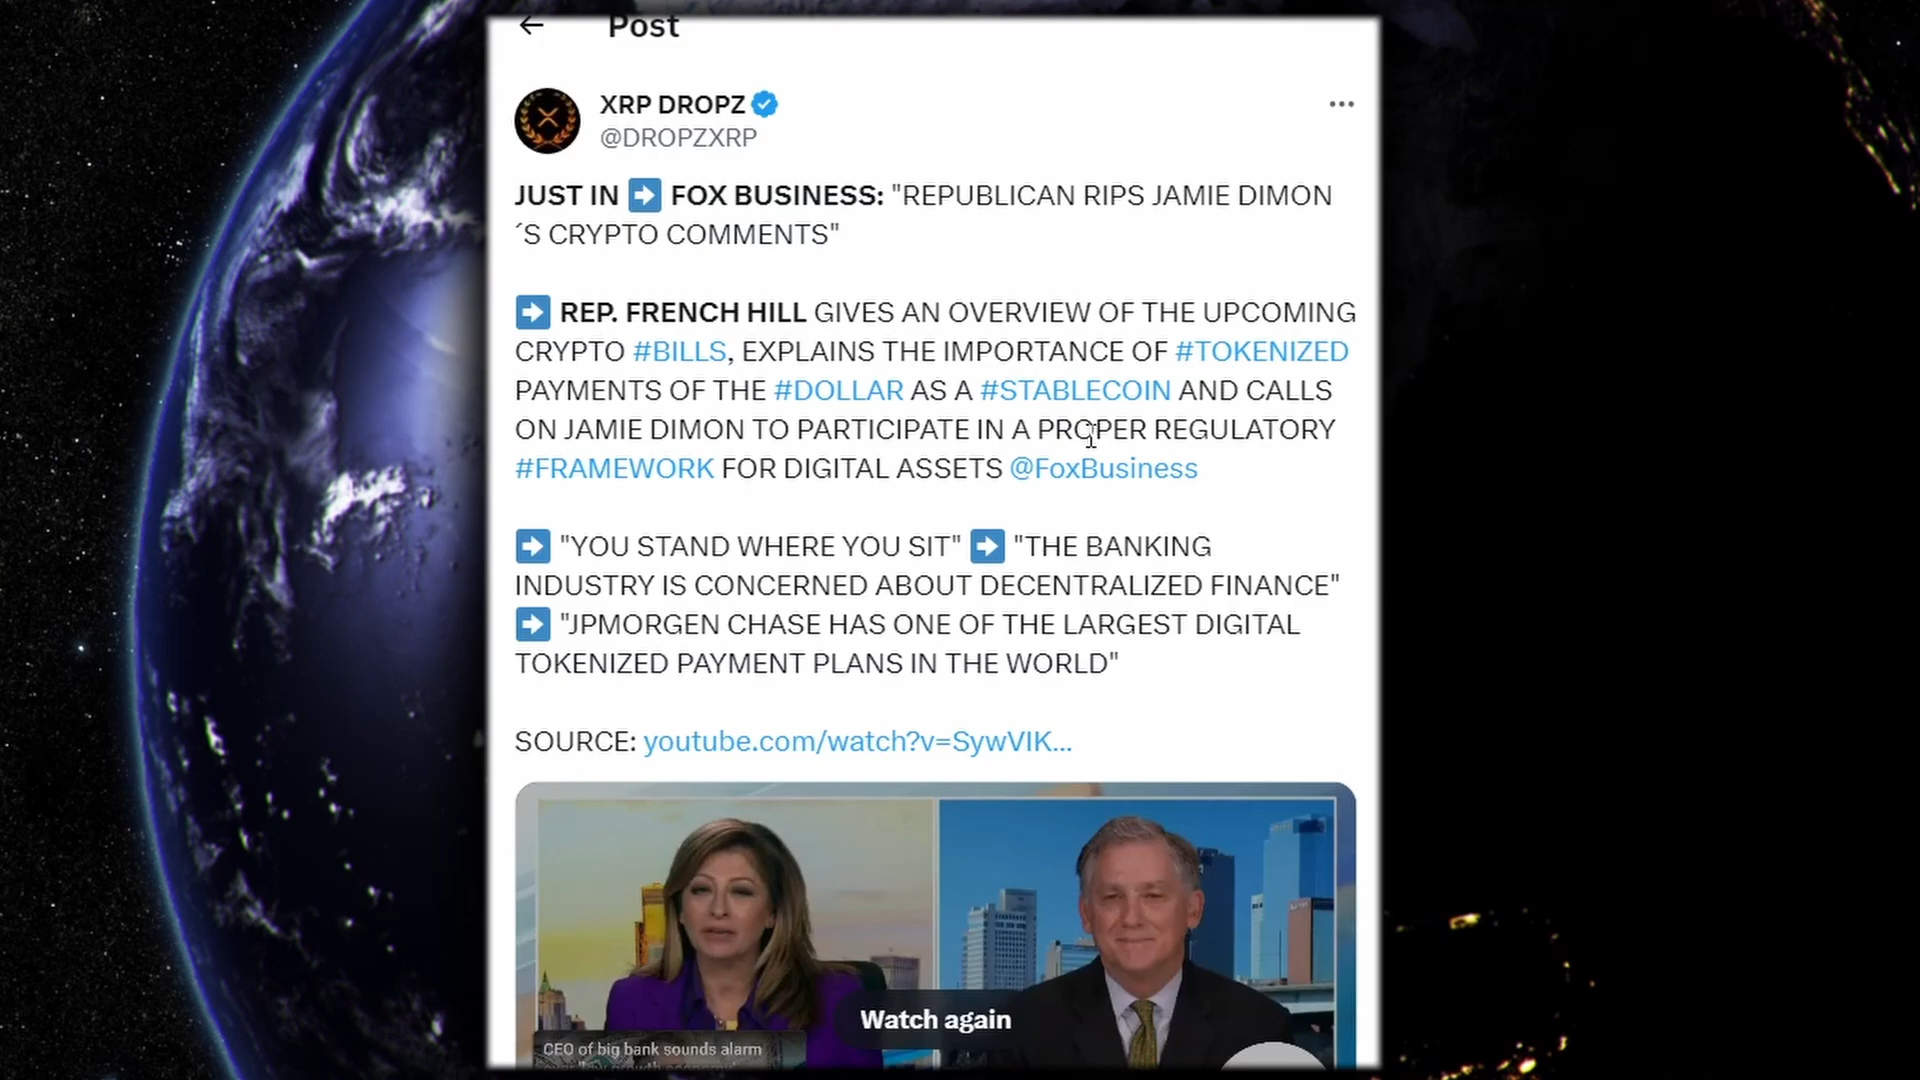 Post
XRP DROPZ
@DROPZXRP
JUST IN ➡ FOX BUSINESS: "REPUBLICAN RIPS JAMIE DIMON
´S CRYPTO COMMENTS"
➡ REP. FRENCH HILL GIVES AN OVERVIEW OF THE UPCOMING
CRYPTO #BILLS, EXPLAINS THE IMPORTANCE OF #TOKENIZED
PAYMENTS OF THE #DOLLAR AS A #STABLECOIN AND CALLS
ON JAMIE DIMON TO PARTICIPATE IN A PROPER REGULATORY
#FRAMEWORK FOR DIGITAL ASSETS @FoxBusiness
➡ "YOU STAND WHERE YOU SIT" ➡ "THE BANKING
INDUSTRY IS CONCERNED ABOUT DECENTRALIZED FINANCE"
➡ "JPMORGEN CHASE HAS ONE OF THE LARGEST DIGITAL
TOKENIZED PAYMENT PLANS IN THE WORLD"
SOURCE: youtube.com/watch?v=SywVIK...
Watch again
CEO of big bank sounds alarm